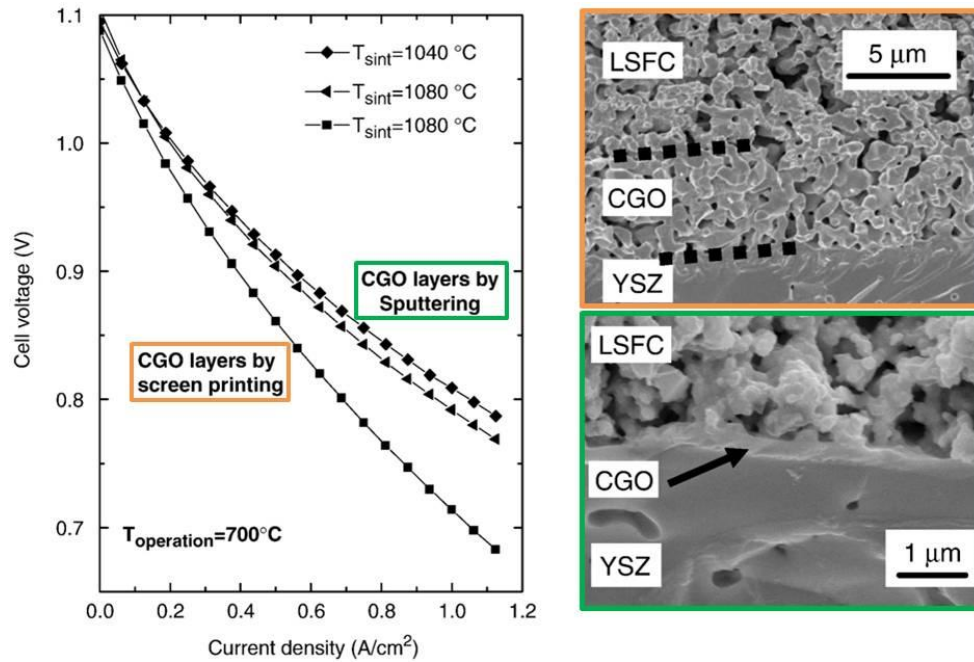 1.1
1.0
0.9
0.8
0.7
0.6
Cell voltage (V)
T_sint=1040 °C
T_sint=1080 °C
T_sint=1080 °C
CGO layers by
Sputtering
CGO layers by
screen printing
T_operation=700°C
0.0 0.2 0.4 0.6 0.8 1.0 1.2
Current density (A/cm²)
LSFC
5 μm
CGO
YSZ
LSFC
CGO
YSZ
1 μm